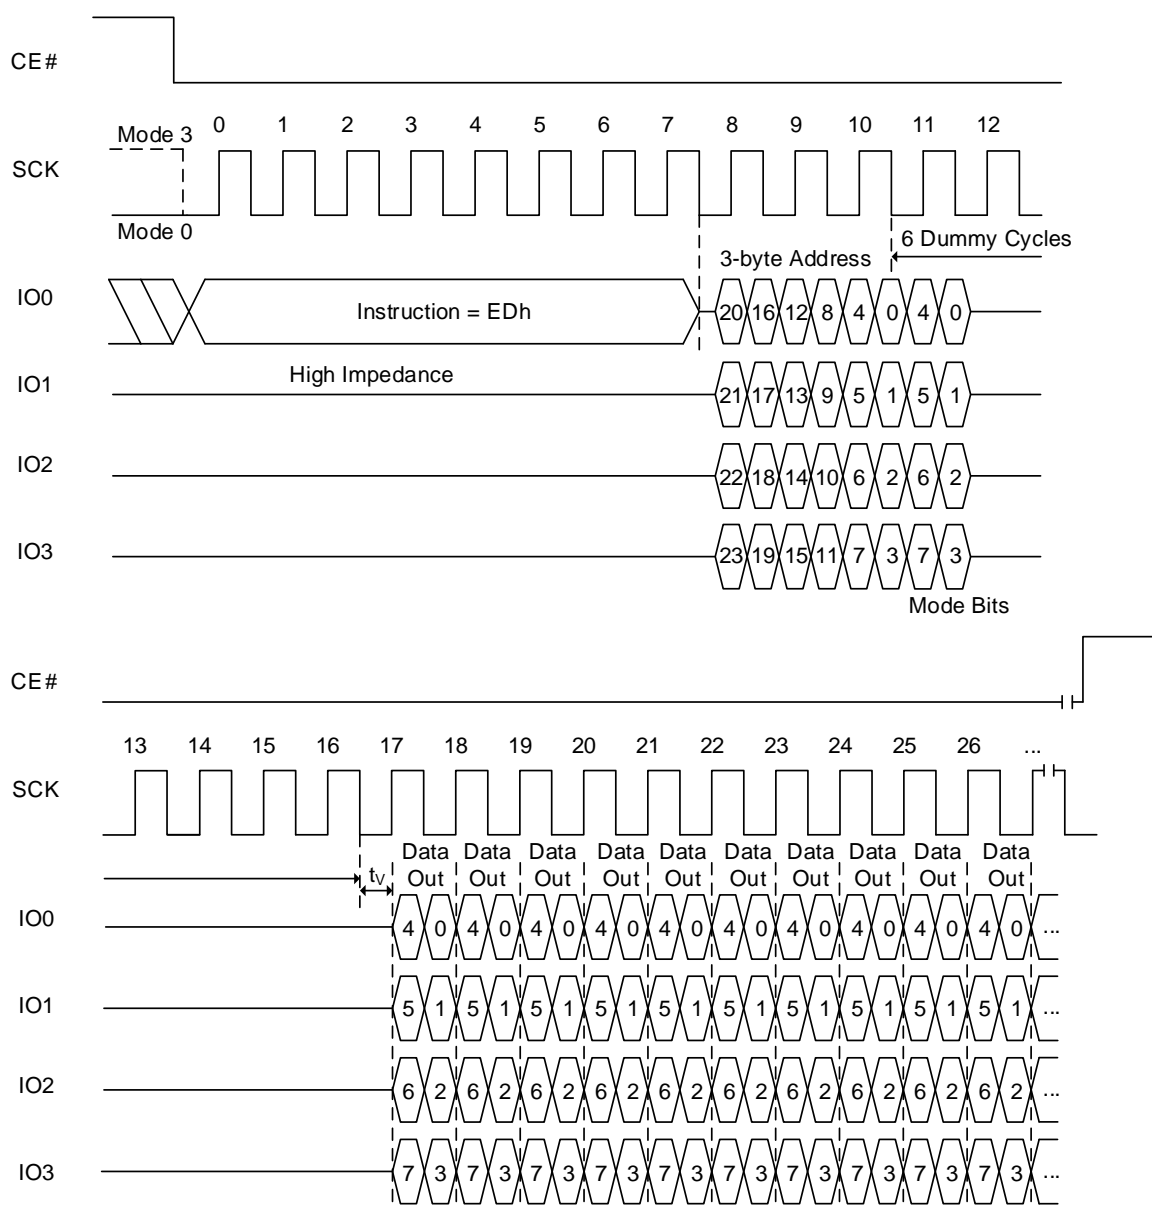 CE#
Mode 3 0 1 2 3 4 5 6 7 8 9 10 11 12
SCK
Mode 0
6 Dummy Cycles
3-byte Address
IO0 Instruction = EDh 20 16 12 8 4 0 4 0
High Impedance
IO1 21 17 13 9 5 1 5 1
IO2 22 18 14 10 6 2 6 2
IO3 23 19 15 11 7 3 7 3
Mode Bits
CE#
13 14 15 16 17 18 19 20 21 22 23 24 25 26 ...
SCK
Data Data Data Data Data Data Data Data Data Data
tV Out Out Out Out Out Out Out Out Out Out
IO0 4 0 4 0 4 0 4 0 4 0 4 0 4 0 4 0 4 0 4 0 ...
IO1 5 1 5 1 5 1 5 1 5 1 5 1 5 1 5 1 5 1 5 1 ...
IO2 6 2 6 2 6 2 6 2 6 2 6 2 6 2 6 2 6 2 6 2 ...
IO3 7 3 7 3 7 3 7 3 7 3 7 3 7 3 7 3 7 3 7 3 ...